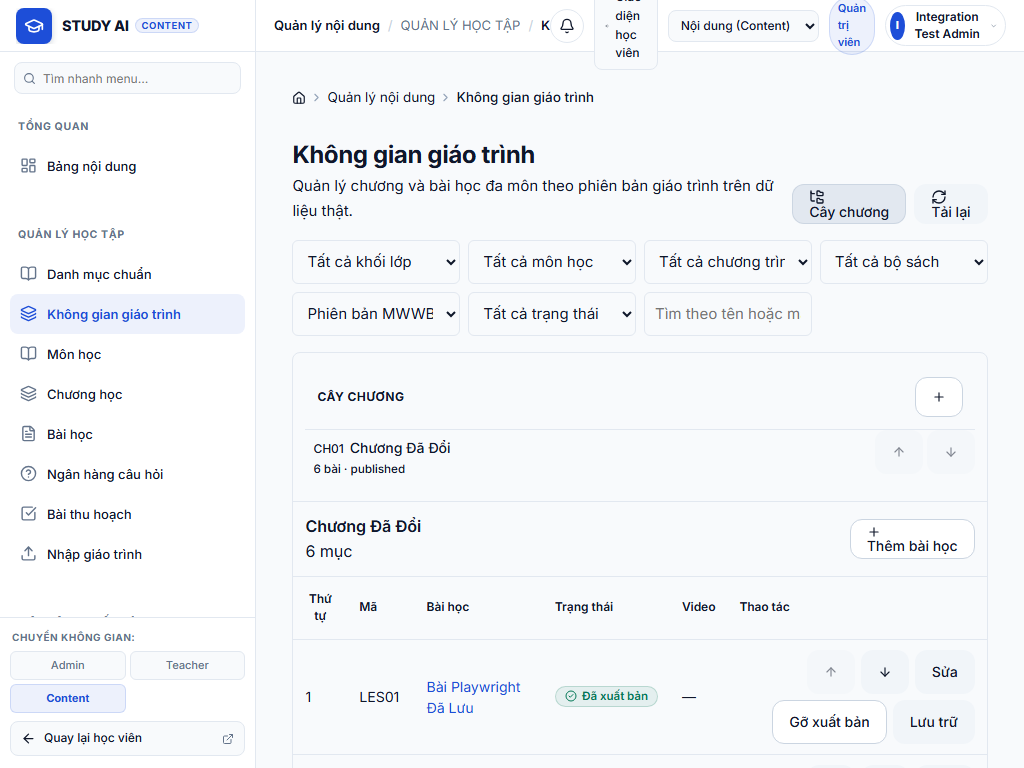 STUDY AI CONTENT
Tìm nhanh menu...
TỔNG QUAN
Bảng nội dung
QUẢN LÝ HỌC TẬP
Danh mục chuẩn
Không gian giáo trình
Môn học
Chương học
Bài học
Ngân hàng câu hỏi
Bài thu hoạch
Nhập giáo trình
CHUYỂN KHÔNG GIAN:
Admin
Teacher
Content
Quay lại học viên
Quản lý nội dung / QUẢN LÝ HỌC TẬP / K
diện
học
viên
Nội dung (Content)
Quản
trị
viên
I
Integration
Test Admin
Quản lý nội dung > Không gian giáo trình
Không gian giáo trình
Quản lý chương và bài học đa môn theo phiên bản giáo trình trên dữ
liệu thật.
Cây chương
Tải lại
Tất cả khối lớp
Tất cả môn học
Tất cả chương trìr
Tất cả bộ sách
Phiên bản MWWB
Tất cả trạng thái
Tìm theo tên hoặc m
CÂY CHƯƠNG
+
CH01 Chương Đã Đổi
6 bài · published
↑ ↓
Chương Đã Đổi
6 mục
+
Thêm bài học
Thứ
tự
Mã
Bài học
Trạng thái
Video
Thao tác
1
LES01
Bài Playwright
Đã Lưu
Đã xuất bản
—
↑ ↓ Sửa
Gỡ xuất bản
Lưu trữ